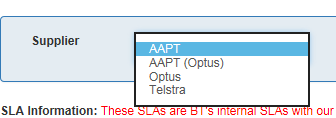 Supplier
AAPT
AAPT (Optus)
Optus
Telstra
SLA Information: These SLAs are BT's internal SLAs with our